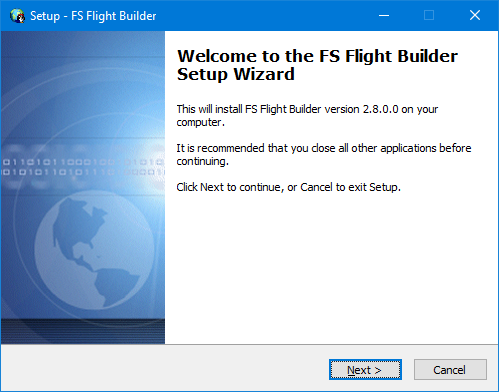 Setup - FS Flight Builder
Welcome to the FS Flight Builder
Setup Wizard
This will install FS Flight Builder version 2.8.0.0 on your
computer.
It is recommended that you close all other applications before
continuing.
Click Next to continue, or Cancel to exit Setup.
Next >
Cancel